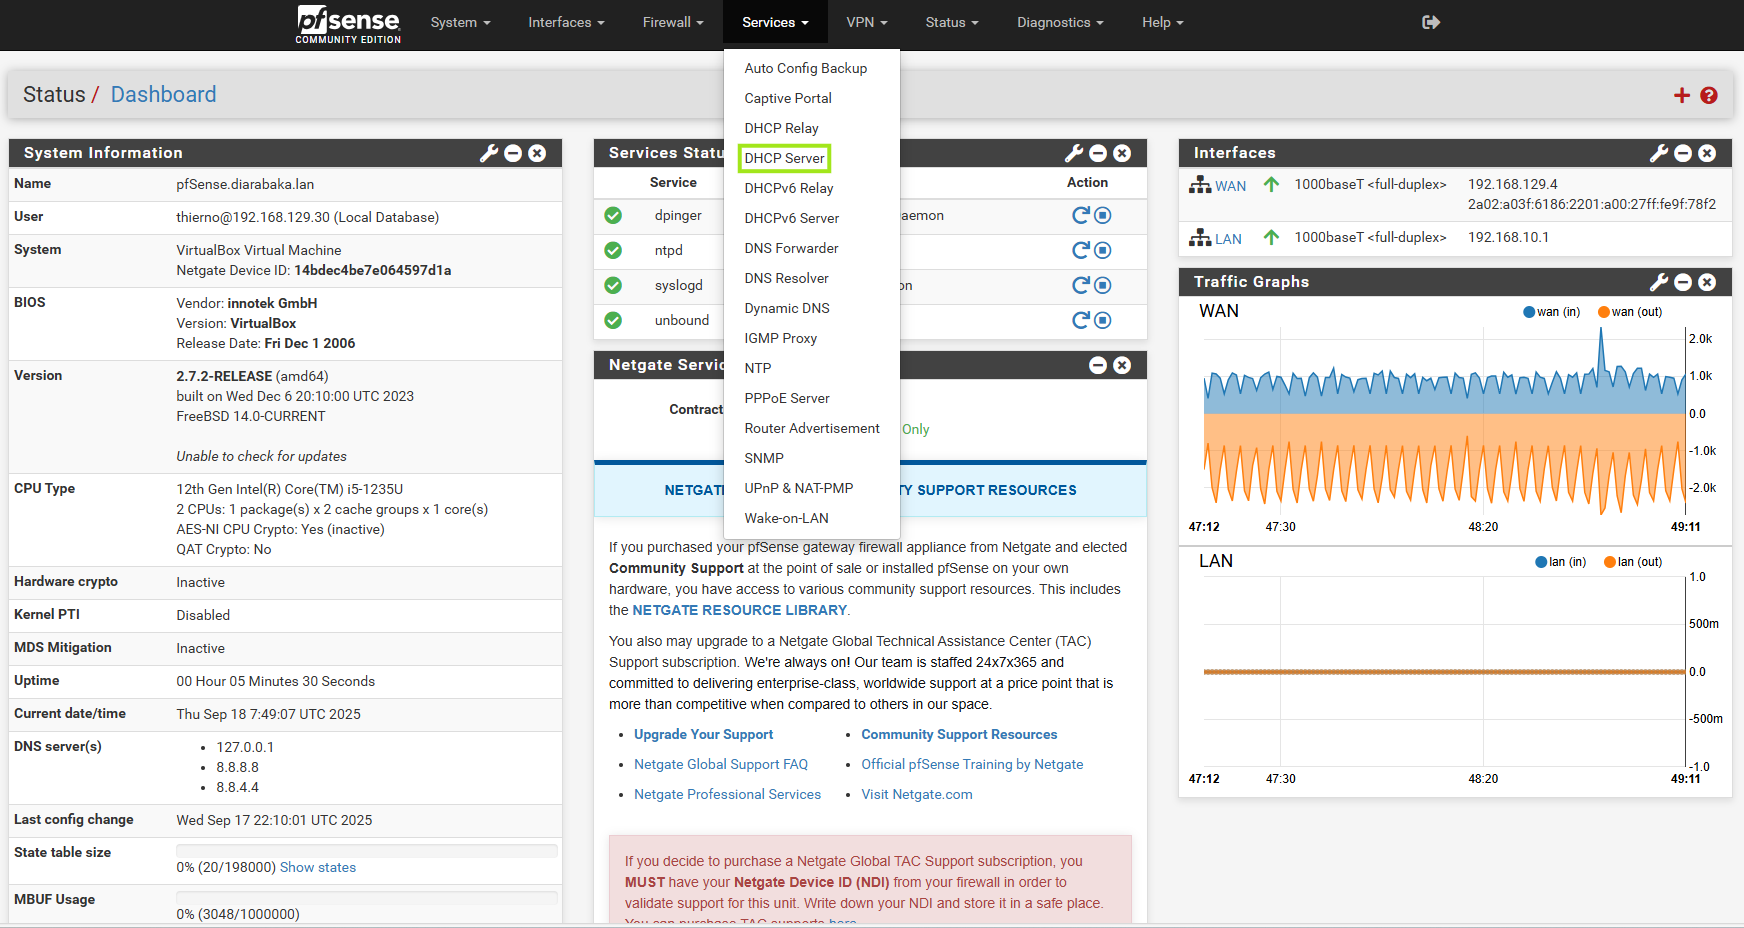 pfsense
COMMUNITY EDITION
System
Interfaces
Firewall
Services
VPN
Status
Diagnostics
Help
Auto Config Backup
Captive Portal
DHCP Relay
DHCP Server
DHCPv6 Relay
DHCPv6 Server
DNS Forwarder
DNS Resolver
Dynamic DNS
IGMP Proxy
NTP
PPPoE Server
Router Advertisement
SNMP
UPnP & NAT-PMP
Wake-on-LAN
Status / Dashboard
System Information
Name pfSense.diarabaka.lan
User thierno@192.168.129.30 (Local Database)
System VirtualBox Virtual Machine
Netgate Device ID: 14bdec4be7e064597d1a
BIOS Vendor: innotek GmbH
Version: VirtualBox
Release Date: Fri Dec 1 2006
Version 2.7.2-RELEASE (amd64)
built on Wed Dec 6 20:10:00 UTC 2023
FreeBSD 14.0-CURRENT
Unable to check for updates
CPU Type 12th Gen Intel(R) Core(TM) i5-1235U
2 CPUs: 1 package(s) x 2 cache groups x 1 core(s)
AES-NI CPU Crypto: Yes (inactive)
QAT Crypto: No
Hardware crypto Inactive
Kernel PTI Disabled
MDS Mitigation Inactive
Uptime 00 Hour 05 Minutes 30 Seconds
Current date/time Thu Sep 18 7:49:07 UTC 2025
DNS server(s)
• 127.0.0.1
• 8.8.8.8
• 8.8.4.4
Last config change Wed Sep 17 22:10:01 UTC 2025
State table size
0% (20/198000) Show states
MBUF Usage
0% (3048/1000000)
Services Statu
Service Action
dpinger aemon
ntpd
syslogd on
unbound
Netgate Servic
Contract
Only
NETGAT TY SUPPORT RESOURCES
If you purchased your pfSense gateway firewall appliance from Netgate and elected
Community Support at the point of sale or installed pfSense on your own
hardware, you have access to various community support resources. This includes
the NETGATE RESOURCE LIBRARY.
You also may upgrade to a Netgate Global Technical Assistance Center (TAC)
Support subscription. We're always on! Our team is staffed 24x7x365 and
committed to delivering enterprise-class, worldwide support at a price point that is
more than competitive when compared to others in our space.
• Upgrade Your Support • Community Support Resources
• Netgate Global Support FAQ • Official pfSense Training by Netgate
• Netgate Professional Services • Visit Netgate.com
If you decide to purchase a Netgate Global TAC Support subscription, you
MUST have your Netgate Device ID (NDI) from your firewall in order to
validate support for this unit. Write down your NDI and store it in a safe place.
You can purchase TAC supports here
Interfaces
WAN 1000baseT <full-duplex> 192.168.129.4
2a02:a03f:6186:2201:a00:27ff:fe9f:78f2
LAN 1000baseT <full-duplex> 192.168.10.1
Traffic Graphs
WAN wan (in) wan (out)
2.0k
1.0k
0.0
-1.0k
-2.0k
47:12 47:30 48:20 49:11
LAN lan (in) lan (out)
1.0
500m
0.0
-500m
-1.0
47:12 47:30 48:20 49:11